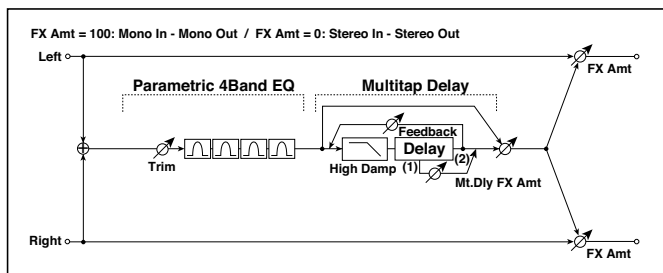 FX Amt = 100: Mono In - Mono Out / FX Amt = 0: Stereo In - Stereo Out
Left
FX Amt
Parametric 4Band EQ
Multitap Delay
Feedback
Trim
High Damp
Delay
(1)
(2)
Mt.Dly FX Amt
Right
FX Amt